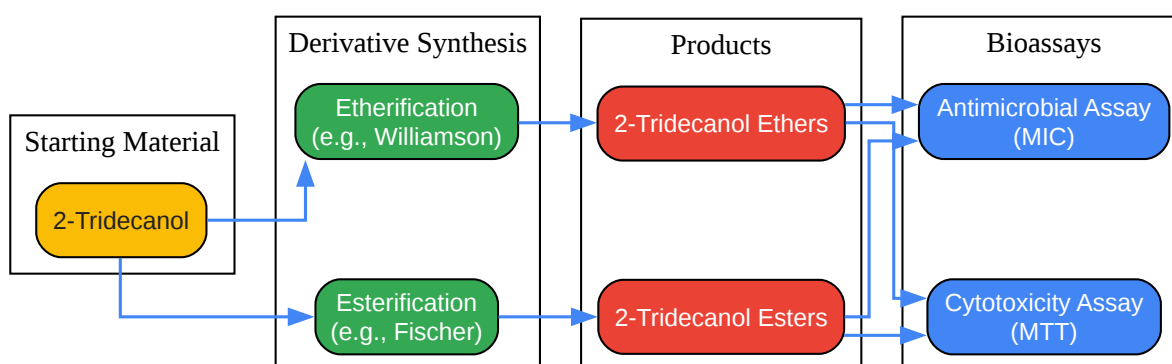 Starting Material
2-Tridecanol
Derivative Synthesis
Etherification
(e.g., Williamson)
Esterification
(e.g., Fischer)
Products
2-Tridecanol Ethers
2-Tridecanol Esters
Bioassays
Antimicrobial Assay
(MIC)
Cytotoxicity Assay
(MTT)